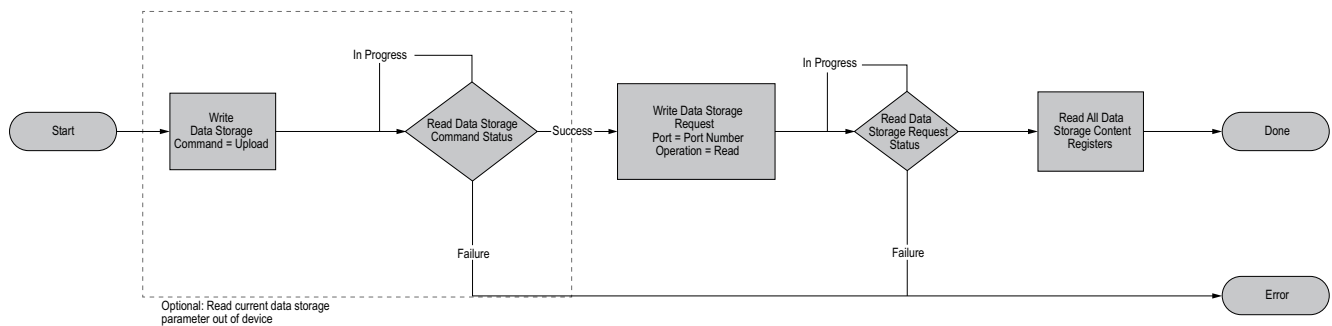 In Progress
In Progress
Start
Write
Data Storage
Command = Upload
Read Data Storage
Command Status
Success
Write Data Storage
Request
Port = Port Number
Operation = Read
Read Data
Storage Request
Status
Read All Data
Storage Content
Registers
Done
Failure
Failure
Error
Optional: Read current data storage
parameter out of device